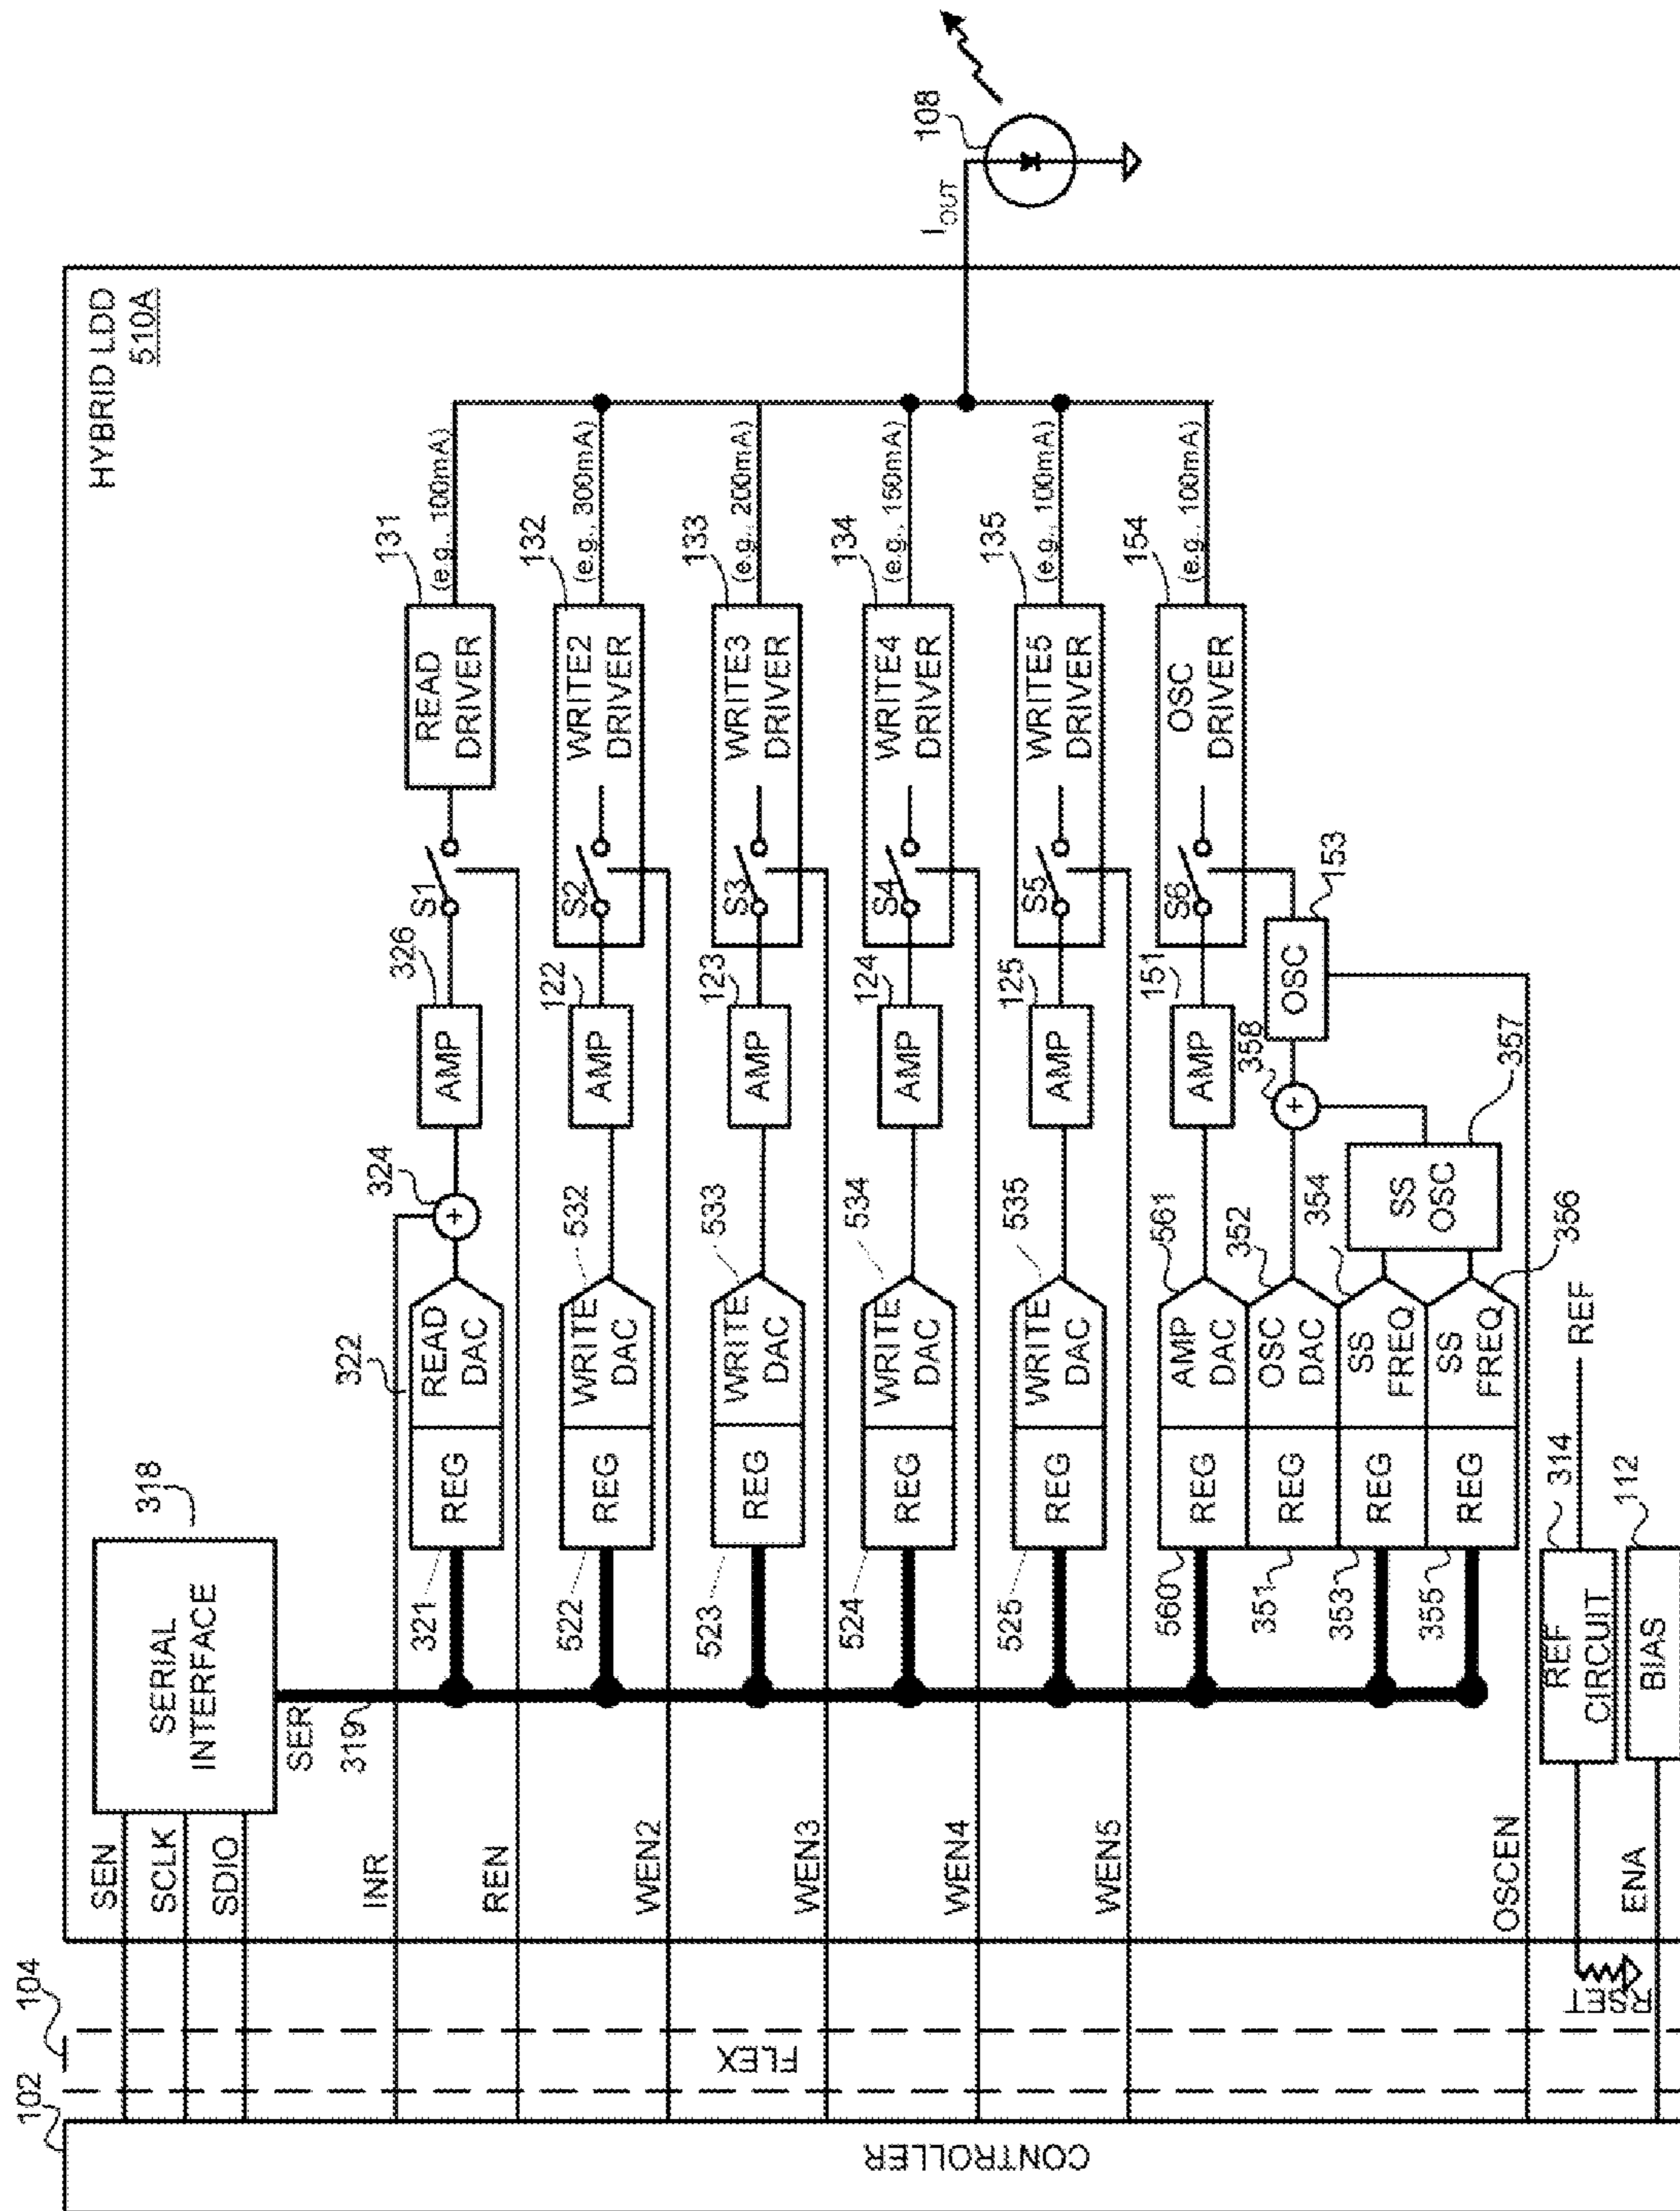 102
104
CONTROLLER
FLEX
HYBRID LDD
510A
SERIAL
INTERFACE
318
SEN
SCLK
SDIO
SER
319
INR
REN
WEN2
WEN3
WEN4
WEN5
OSCEN
RSET
ENA
321
REG
READ
DAC
322
324
+
AMP
326
S1
READ
DRIVER
131
(e.g., 100mA)
522
REG
WRITE
DAC
532
AMP
122
S2
WRITE2
DRIVER
132
(e.g., 300mA)
523
REG
WRITE
DAC
533
AMP
123
S3
WRITE3
DRIVER
133
(e.g., 200mA)
524
REG
WRITE
DAC
534
AMP
124
S4
WRITE4
DRIVER
134
(e.g., 150mA)
525
REG
WRITE
DAC
535
AMP
125
S5
WRITE5
DRIVER
135
(e.g., 100mA)
560
REG
AMP
DAC
561
AMP
151
S6
OSC
DRIVER
154
(e.g., 100mA)
351
REG
OSC
DAC
352
+
358
OSC
153
353
REG
SS
FREQ
354
SS
OSC
357
355
REG
SS
FREQ
356
REF
CIRCUIT
314
REF
BIAS
112
IOUT
108